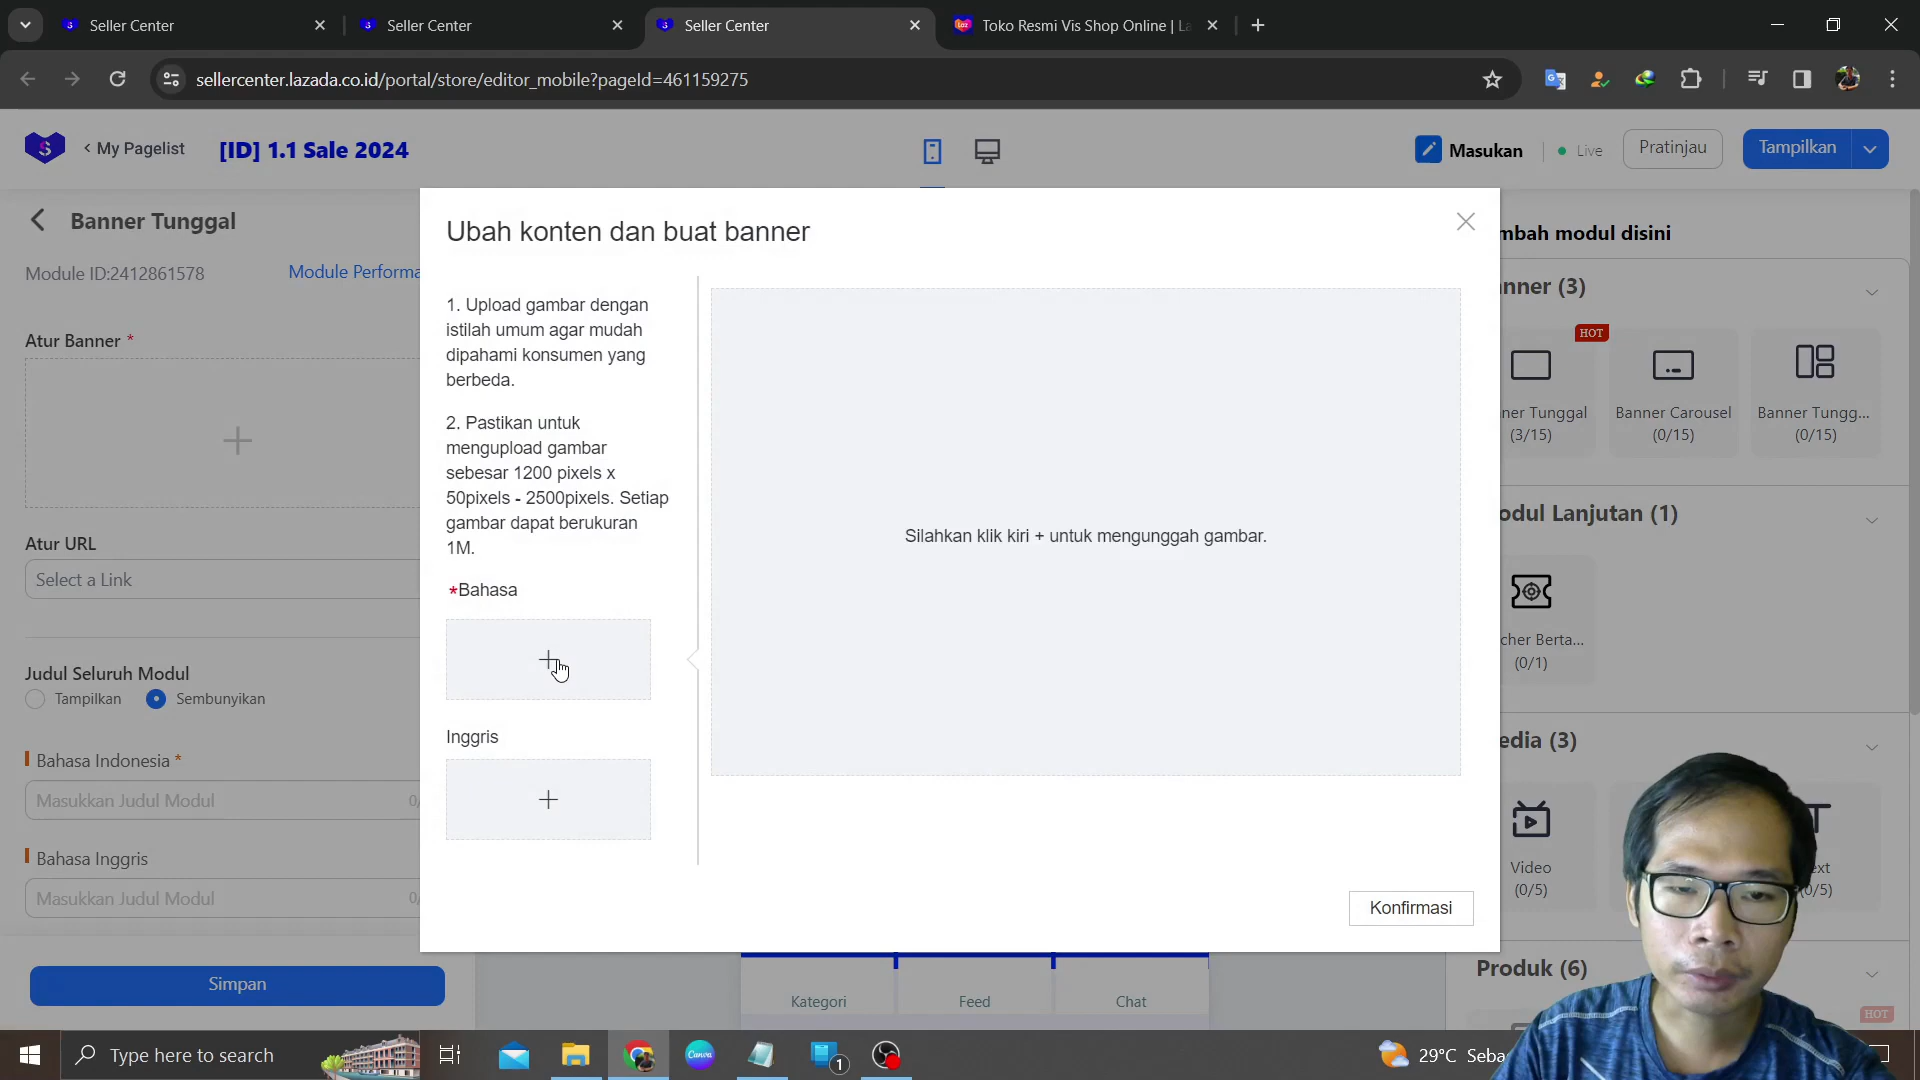 Seller Center
Seller Center
Seller Center
Toko Resmi Vis Shop Online | La
sellercenter.lazada.co.id/portal/store/editor_mobile?pageId=461159275
My Pagelist
[ID] 1.1 Sale 2024
Masukan
Live
Pratinjau
Tampilkan
Banner Tunggal
Module ID:2412861578
Module Performa
Atur Banner *
Atur URL
Select a Link
Judul Seluruh Modul
Tampilkan
Sembunyikan
Bahasa Indonesia *
Masukkan Judul Modul
0/
Bahasa Inggris
Masukkan Judul Modul
0/
Simpan
Ubah konten dan buat banner
1. Upload gambar dengan
istilah umum agar mudah
dipahami konsumen yang
berbeda.
2. Pastikan untuk
mengupload gambar
sebesar 1200 pixels x
50pixels - 2500pixels. Setiap
gambar dapat berukuran
1M.
*Bahasa
Inggris
Silahkan klik kiri + untuk mengunggah gambar.
Konfirmasi
Kategori
Feed
Chat
mbah modul disini
nner (3)
HOT
ner Tunggal
(3/15)
Banner Carousel
(0/15)
Banner Tungg...
(0/15)
odul Lanjutan (1)
cher Berta...
(0/1)
edia (3)
Video
(0/5)
ext
0/5)
Produk (6)
HOT
Type here to search
Canva
1
29°C Seba